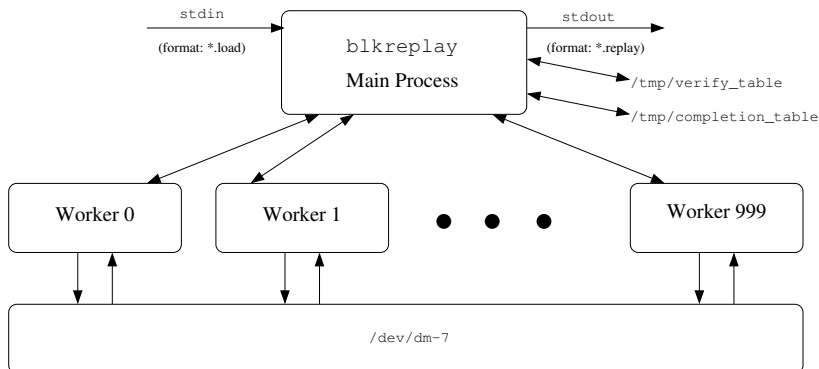 stdin
stdout
(format: *.load)
blkreplay
(format: *.replay)
Main Process
/tmp/verify_table
/tmp/completion_table
Worker 0
Worker 1
Worker 999
/dev/dm-7